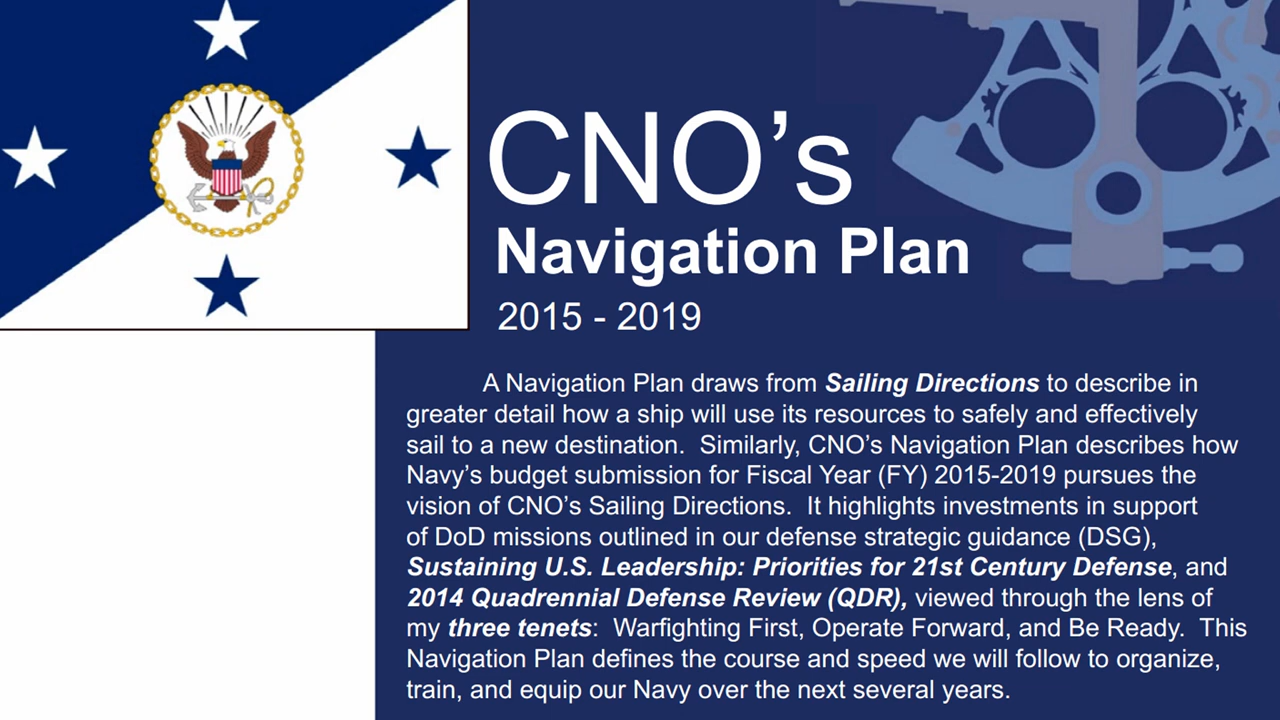 CNO’s
Navigation Plan
2015 - 2019
A Navigation Plan draws from Sailing Directions to describe in
greater detail how a ship will use its resources to safely and effectively
sail to a new destination.  Similarly, CNO’s Navigation Plan describes how
Navy’s budget submission for Fiscal Year (FY) 2015-2019 pursues the
vision of CNO’s Sailing Directions.  It highlights investments in support
of DoD missions outlined in our defense strategic guidance (DSG),
Sustaining U.S. Leadership: Priorities for 21st Century Defense, and
2014 Quadrennial Defense Review (QDR), viewed through the lens of
my three tenets:  Warfighting First, Operate Forward, and Be Ready.  This
Navigation Plan defines the course and speed we will follow to organize,
train, and equip our Navy over the next several years.